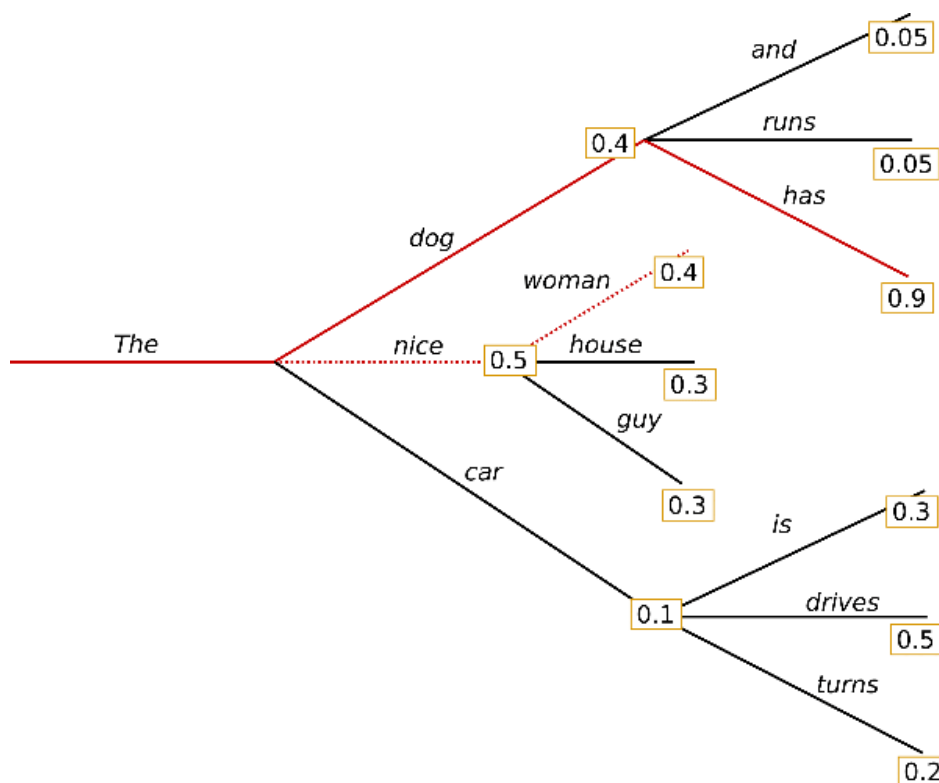 and
0.05
runs
0.4
0.05
has
dog
woman
0.4
0.9
The
nice
0.5
house
0.3
guy
car
0.3
is
0.3
0.1
drives
0.5
turns
0.2